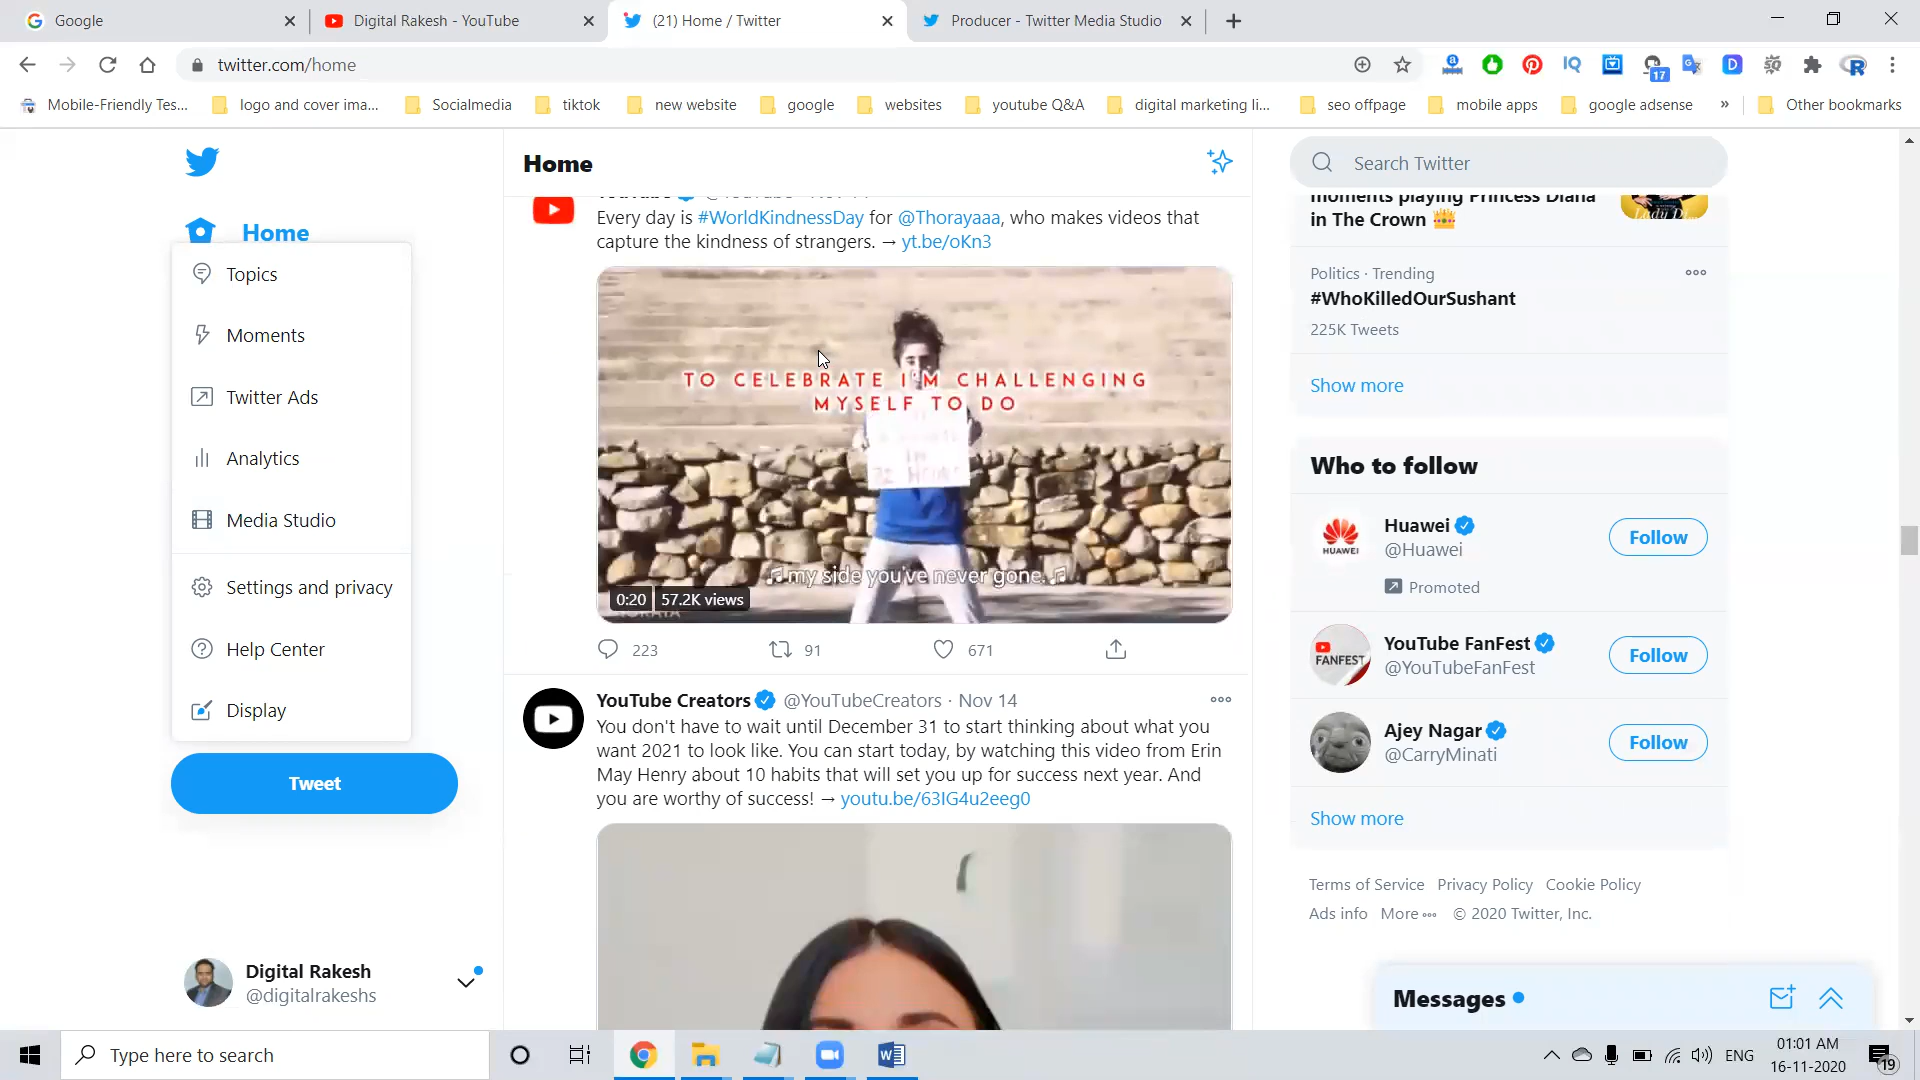 Google
Digital Rakesh - YouTube
(21) Home / Twitter
Producer - Twitter Media Studio
twitter.com/home
17
Mobile-Friendly Tes...
logo and cover ima...
Socialmedia
tiktok
new website
google
websites
youtube Q&A
digital marketing li...
seo offpage
mobile apps
google adsense
»
Other bookmarks
Home
Topics
Moments
Twitter Ads
Analytics
Media Studio
Settings and privacy
Help Center
Display
Tweet
Digital Rakesh
@digitalrakeshs
Home
Every day is #WorldKindnessDay for @Thorayaaa, who makes videos that
capture the kindness of strangers. → yt.be/oKn3
TO CELEBRATE I'M CHALLENGING
MYSELF TO DO
♫my side you've never gone♫
0:20 57.2K views
223
91
671
YouTube Creators @YouTubeCreators · Nov 14
You don't have to wait until December 31 to start thinking about what you
want 2021 to look like. You can start today, by watching this video from Erin
May Henry about 10 habits that will set you up for success next year. And
you are worthy of success! → youtu.be/63IG4u2eeg0
Search Twitter
moments playing Princess Diana
in The Crown 👑
Politics · Trending
#WhoKilledOurSushant
225K Tweets
Show more
Who to follow
HUAWEI
Huawei
@Huawei
Promoted
Follow
FANFEST
YouTube FanFest
@YouTubeFanFest
Follow
Ajey Nagar
@CarryMinati
Follow
Show more
Terms of Service Privacy Policy Cookie Policy
Ads info More ••• © 2020 Twitter, Inc.
Messages
Type here to search
ENG
01:01 AM
16-11-2020
19